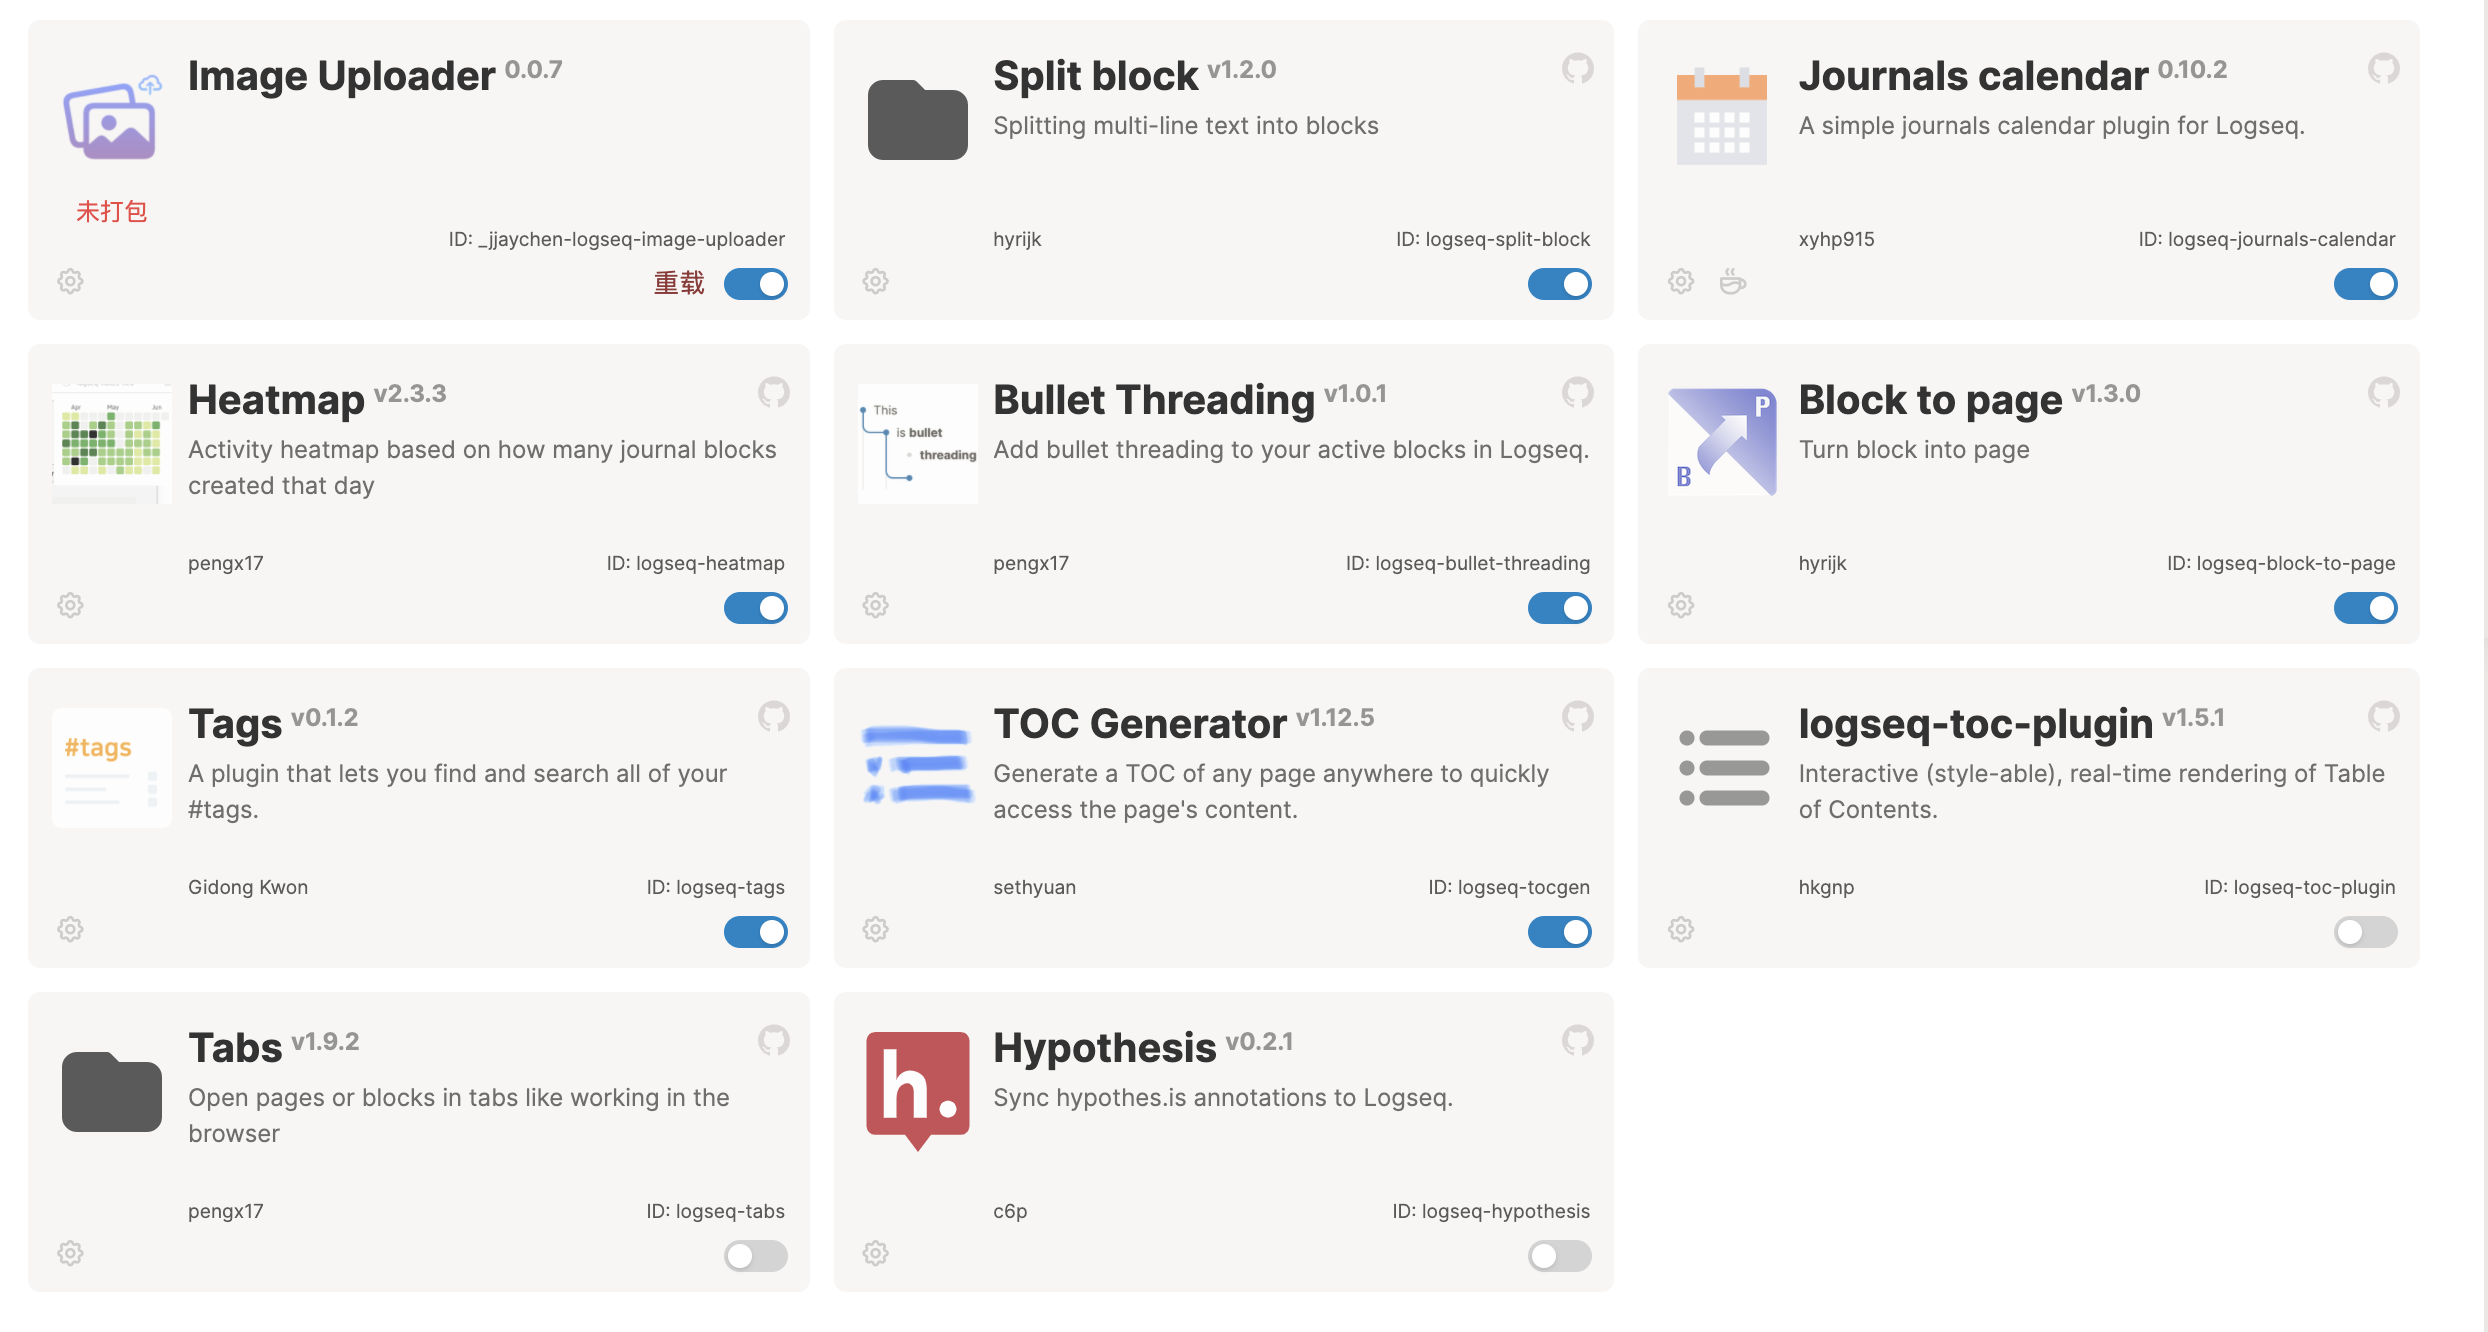 Image Uploader 0.0.7
未打包
ID: _jjaychen-logseq-image-uploader
重载
Split block v1.2.0
Splitting multi-line text into blocks
hyrijk
ID: logseq-split-block
Journals calendar 0.10.2
A simple journals calendar plugin for Logseq.
xyhp915
ID: logseq-journals-calendar
Apr May Jun
Heatmap v2.3.3
Activity heatmap based on how many journal blocks
created that day
pengx17
ID: logseq-heatmap
This
is bullet
threading
Bullet Threading v1.0.1
Add bullet threading to your active blocks in Logseq.
pengx17
ID: logseq-bullet-threading
P
B
Block to page v1.3.0
Turn block into page
hyrijk
ID: logseq-block-to-page
#tags
Tags v0.1.2
A plugin that lets you find and search all of your
#tags.
Gidong Kwon
ID: logseq-tags
TOC Generator v1.12.5
Generate a TOC of any page anywhere to quickly
access the page's content.
sethyuan
ID: logseq-tocgen
logseq-toc-plugin v1.5.1
Interactive (style-able), real-time rendering of Table
of Contents.
hkgnp
ID: logseq-toc-plugin
Tabs v1.9.2
Open pages or blocks in tabs like working in the
browser
pengx17
ID: logseq-tabs
h.
Hypothesis v0.2.1
Sync hypothes.is annotations to Logseq.
c6p
ID: logseq-hypothesis